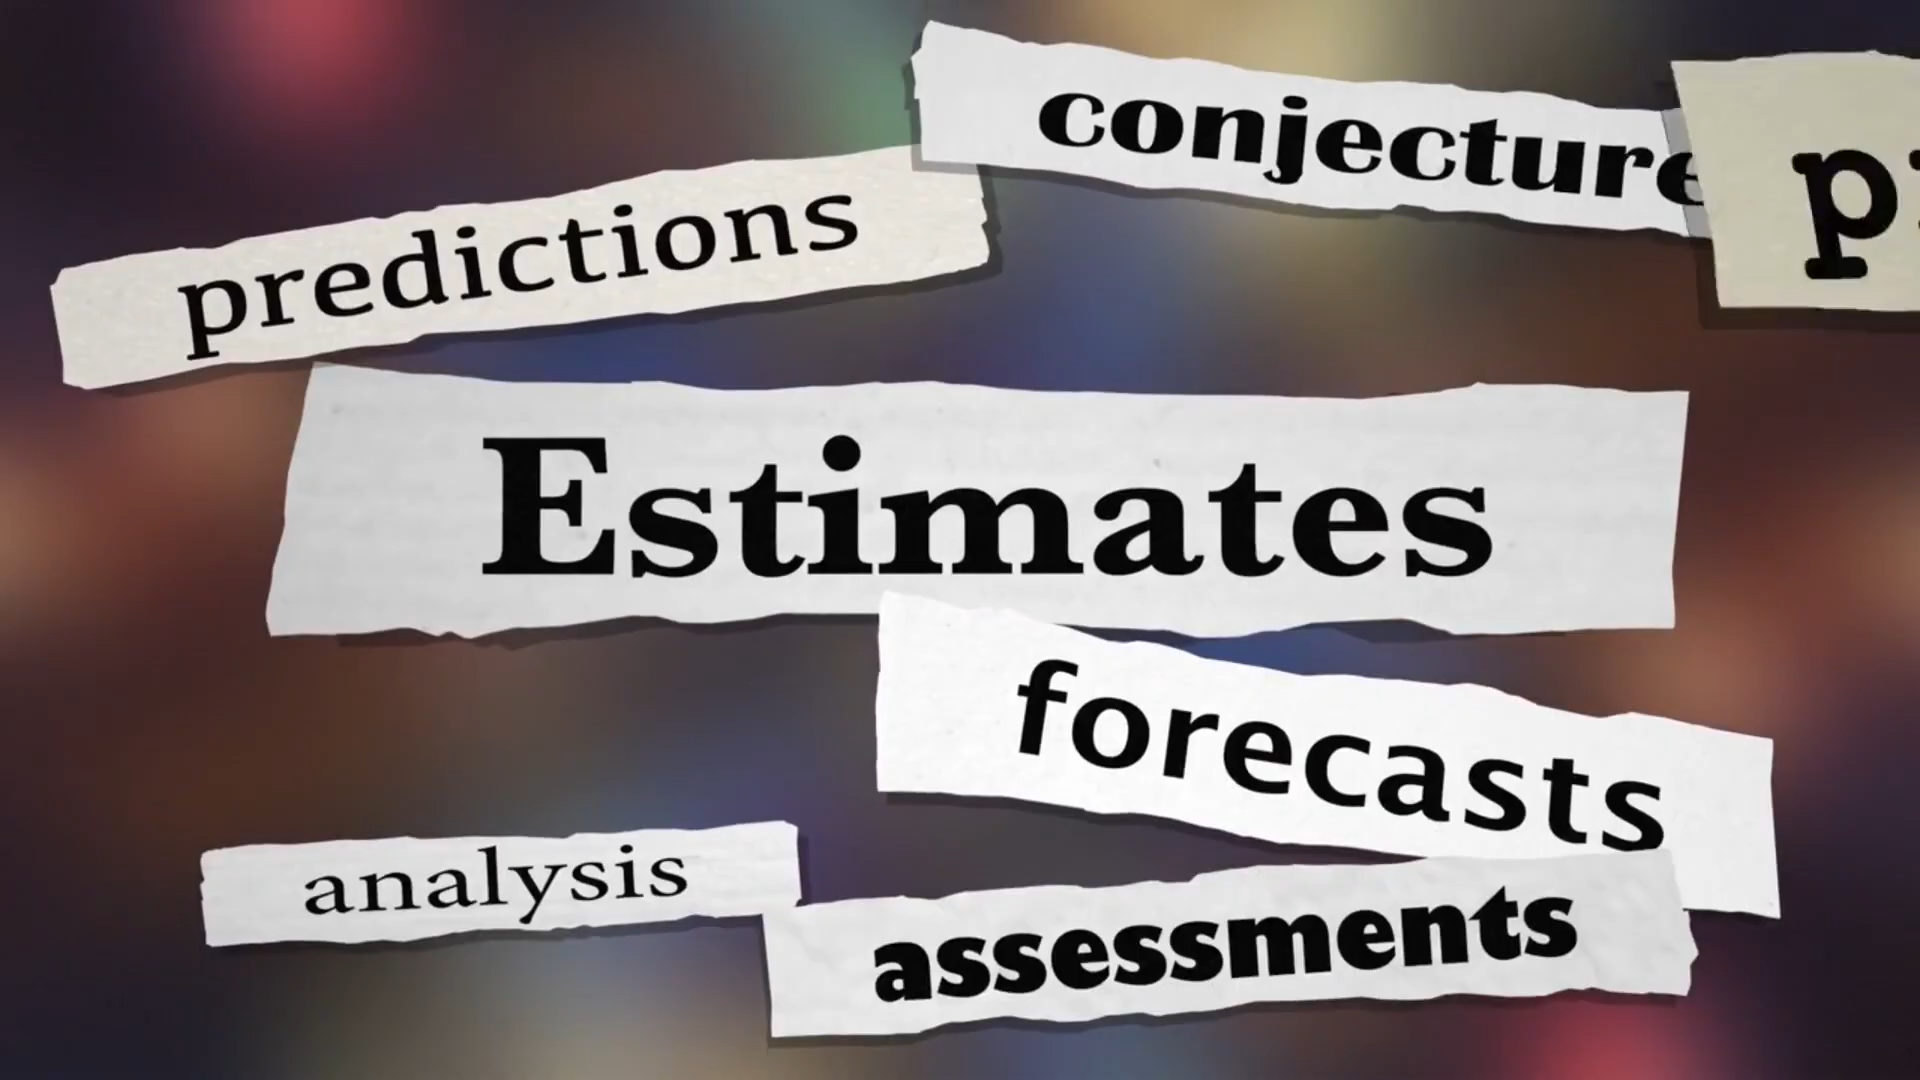 conjecture
predictions
Estimates
forecasts
analysis
assessments